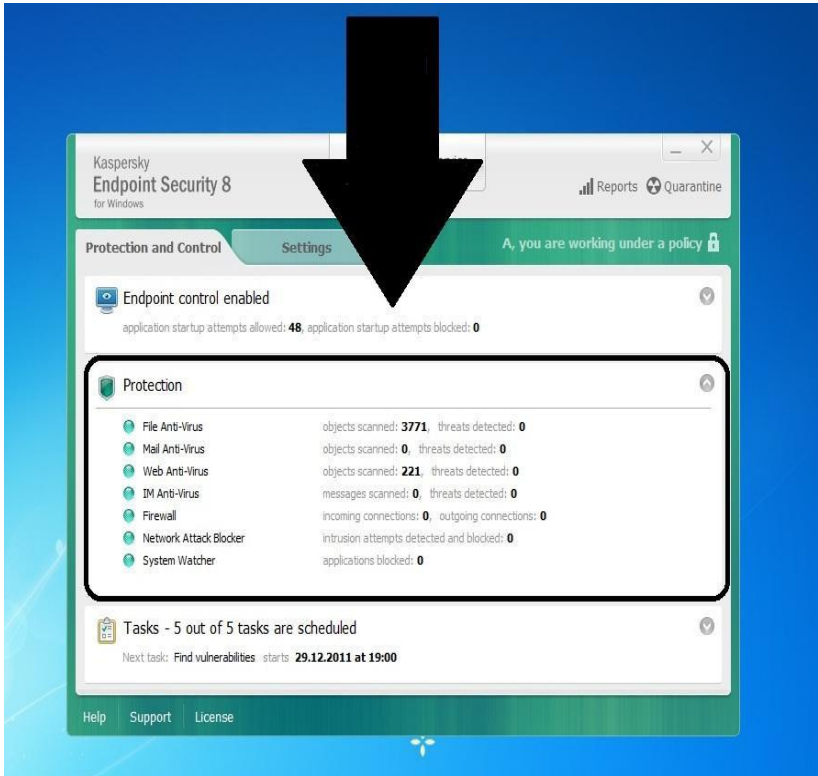 Kaspersky
Endpoint Security 8
for Windows
Reports Quarantine
Protection and Control Settings A, you are working under a policy
Endpoint control enabled
application startup attempts allowed: 48, application startup attempts blocked: 0
Protection
File Anti-Virus objects scanned: 3771, threats detected: 0
Mail Anti-Virus objects scanned: 0, threats detected: 0
Web Anti-Virus objects scanned: 221, threats detected: 0
IM Anti-Virus messages scanned: 0, threats detected: 0
Firewall incoming connections: 0, outgoing connections: 0
Network Attack Blocker intrusion attempts detected and blocked: 0
System Watcher applications blocked: 0
Tasks - 5 out of 5 tasks are scheduled
Next task: Find vulnerabilities starts 29.12.2011 at 19:00
Help Support License